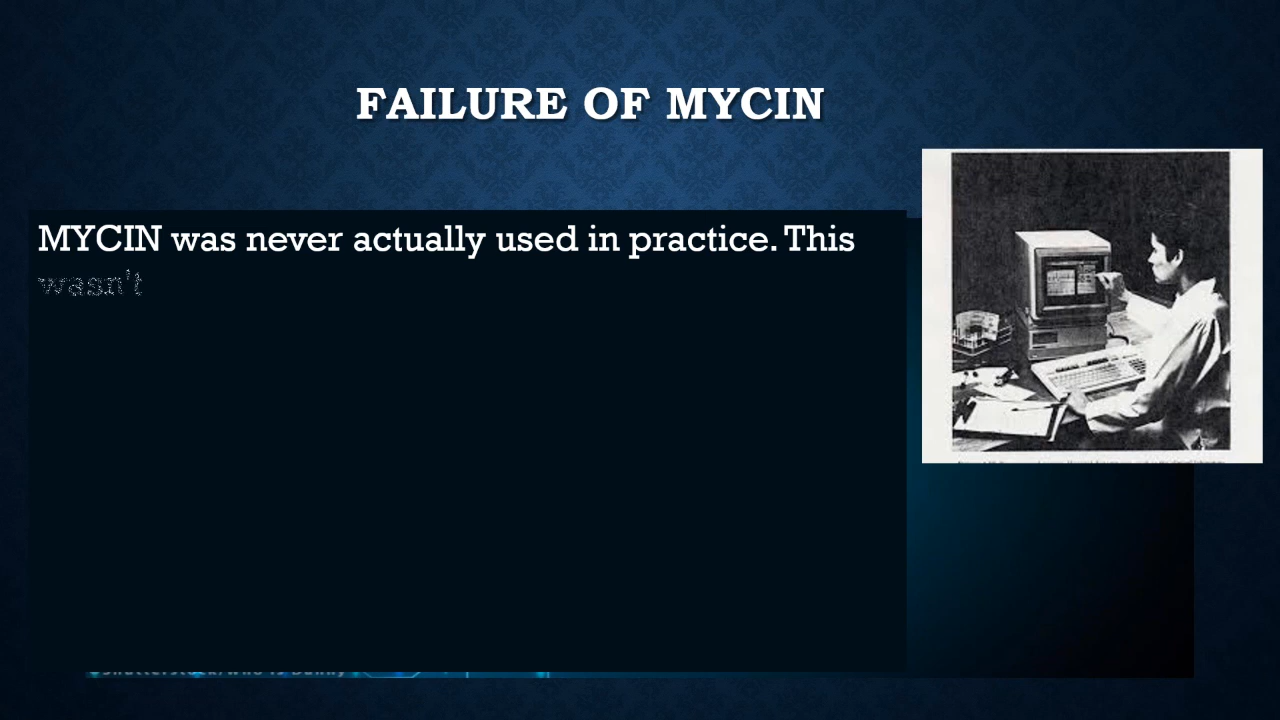 FAILURE OF MYCIN
MYCIN was never actually used in practice. This
wasn't